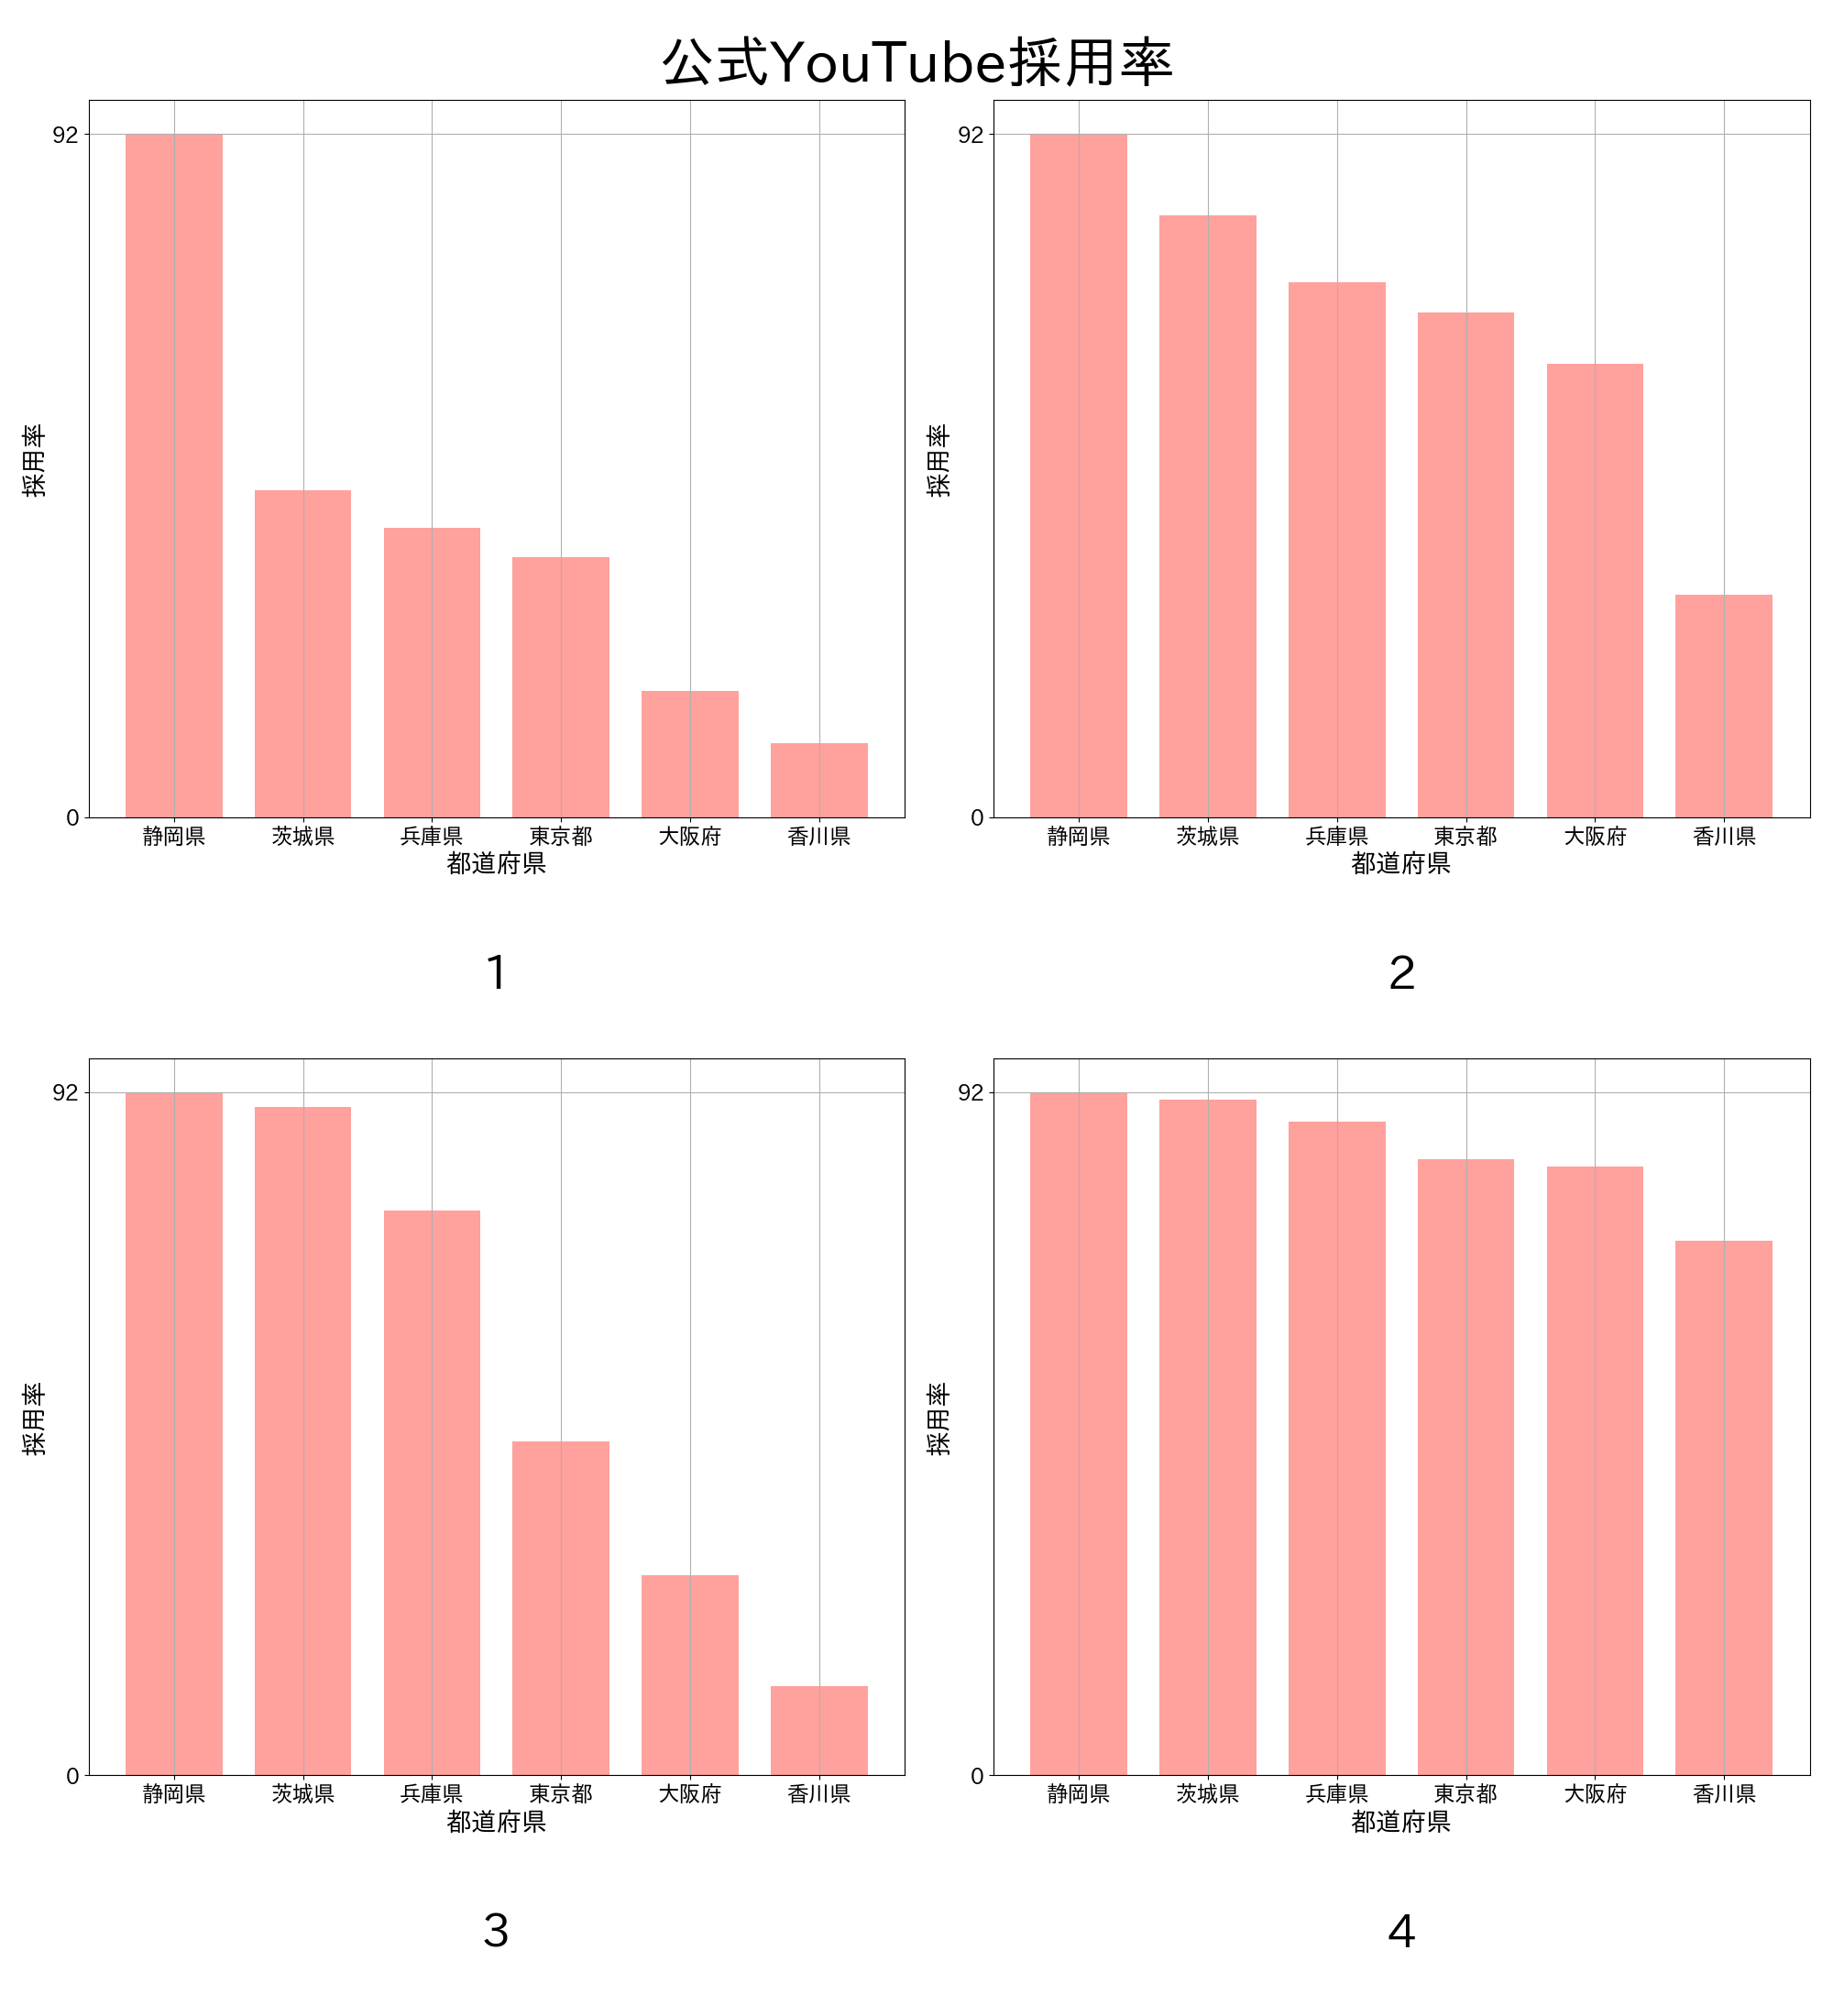 公式YouTube採用率
92
0
採用率
静岡県 茨城県 兵庫県 東京都 大阪府 香川県
都道府県
1
92
0
採用率
静岡県 茨城県 兵庫県 東京都 大阪府 香川県
都道府県
2
92
0
採用率
静岡県 茨城県 兵庫県 東京都 大阪府 香川県
都道府県
3
92
0
採用率
静岡県 茨城県 兵庫県 東京都 大阪府 香川県
都道府県
4